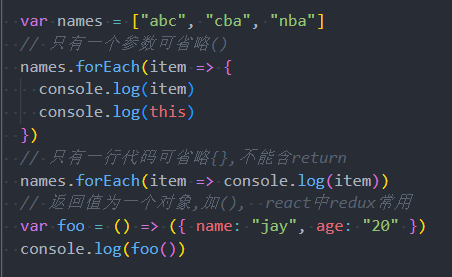 var names = ["abc", "cba", "nba"]
// 只有一个参数可省略()
names.forEach(item => {
  console.log(item)
  console.log(this)
})
// 只有一行代码可省略{},不能含return
names.forEach(item => console.log(item))
// 返回值为一个对象,加(), react中redux常用
var foo = () => ({ name: "jay", age: "20" })
console.log(foo())